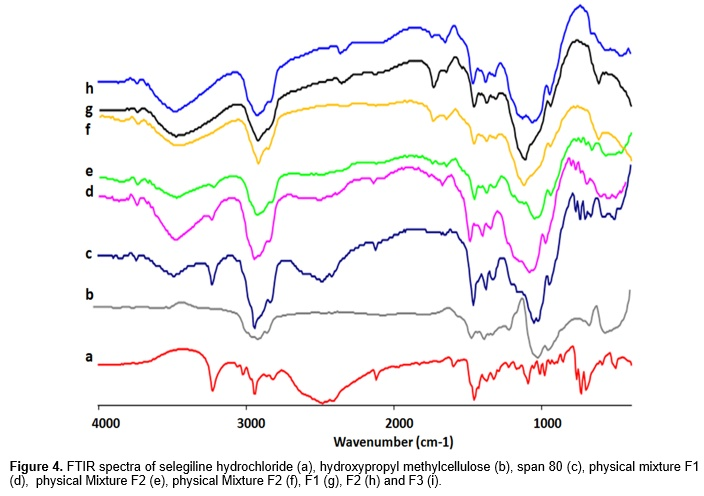 h
g
f
e
d
c
b
a
4000 3000 2000 1000
Wavenumber (cm-1)
Figure 4. FTIR spectra of selegiline hydrochloride (a), hydroxypropyl methylcellulose (b), span 80 (c), physical mixture F1
(d), physical Mixture F2 (e), physical Mixture F2 (f), F1 (g), F2 (h) and F3 (i).